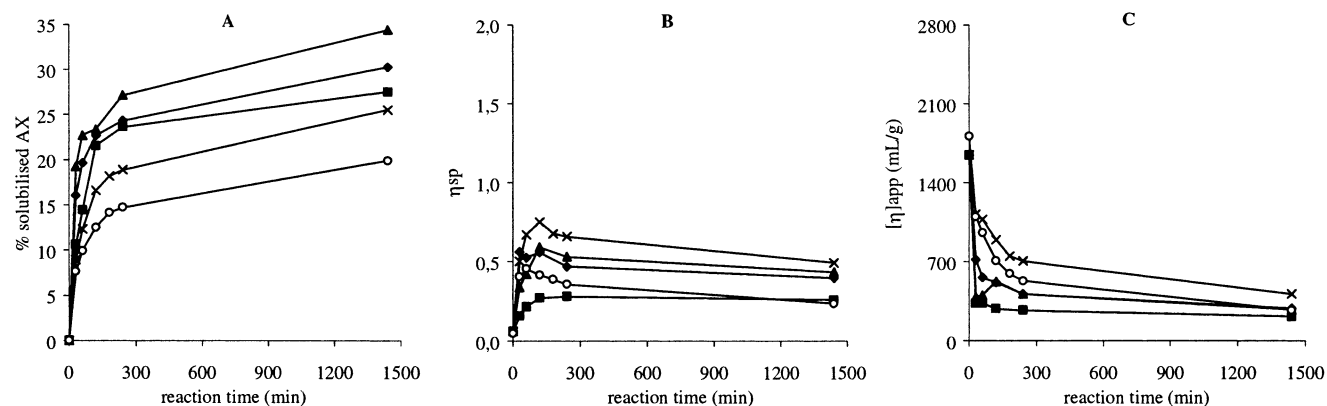 A
% solubilised AX
35
30
25
20
15
10
5
0
0 300 600 900 1200 1500
reaction time (min)
B
ηsp
2,0
1,5
1,0
0,5
0,0
0 300 600 900 1200 1500
reaction time (min)
C
[η]app (mL/g)
2800
2100
1400
700
0
0 300 600 900 1200 1500
reaction time (min)